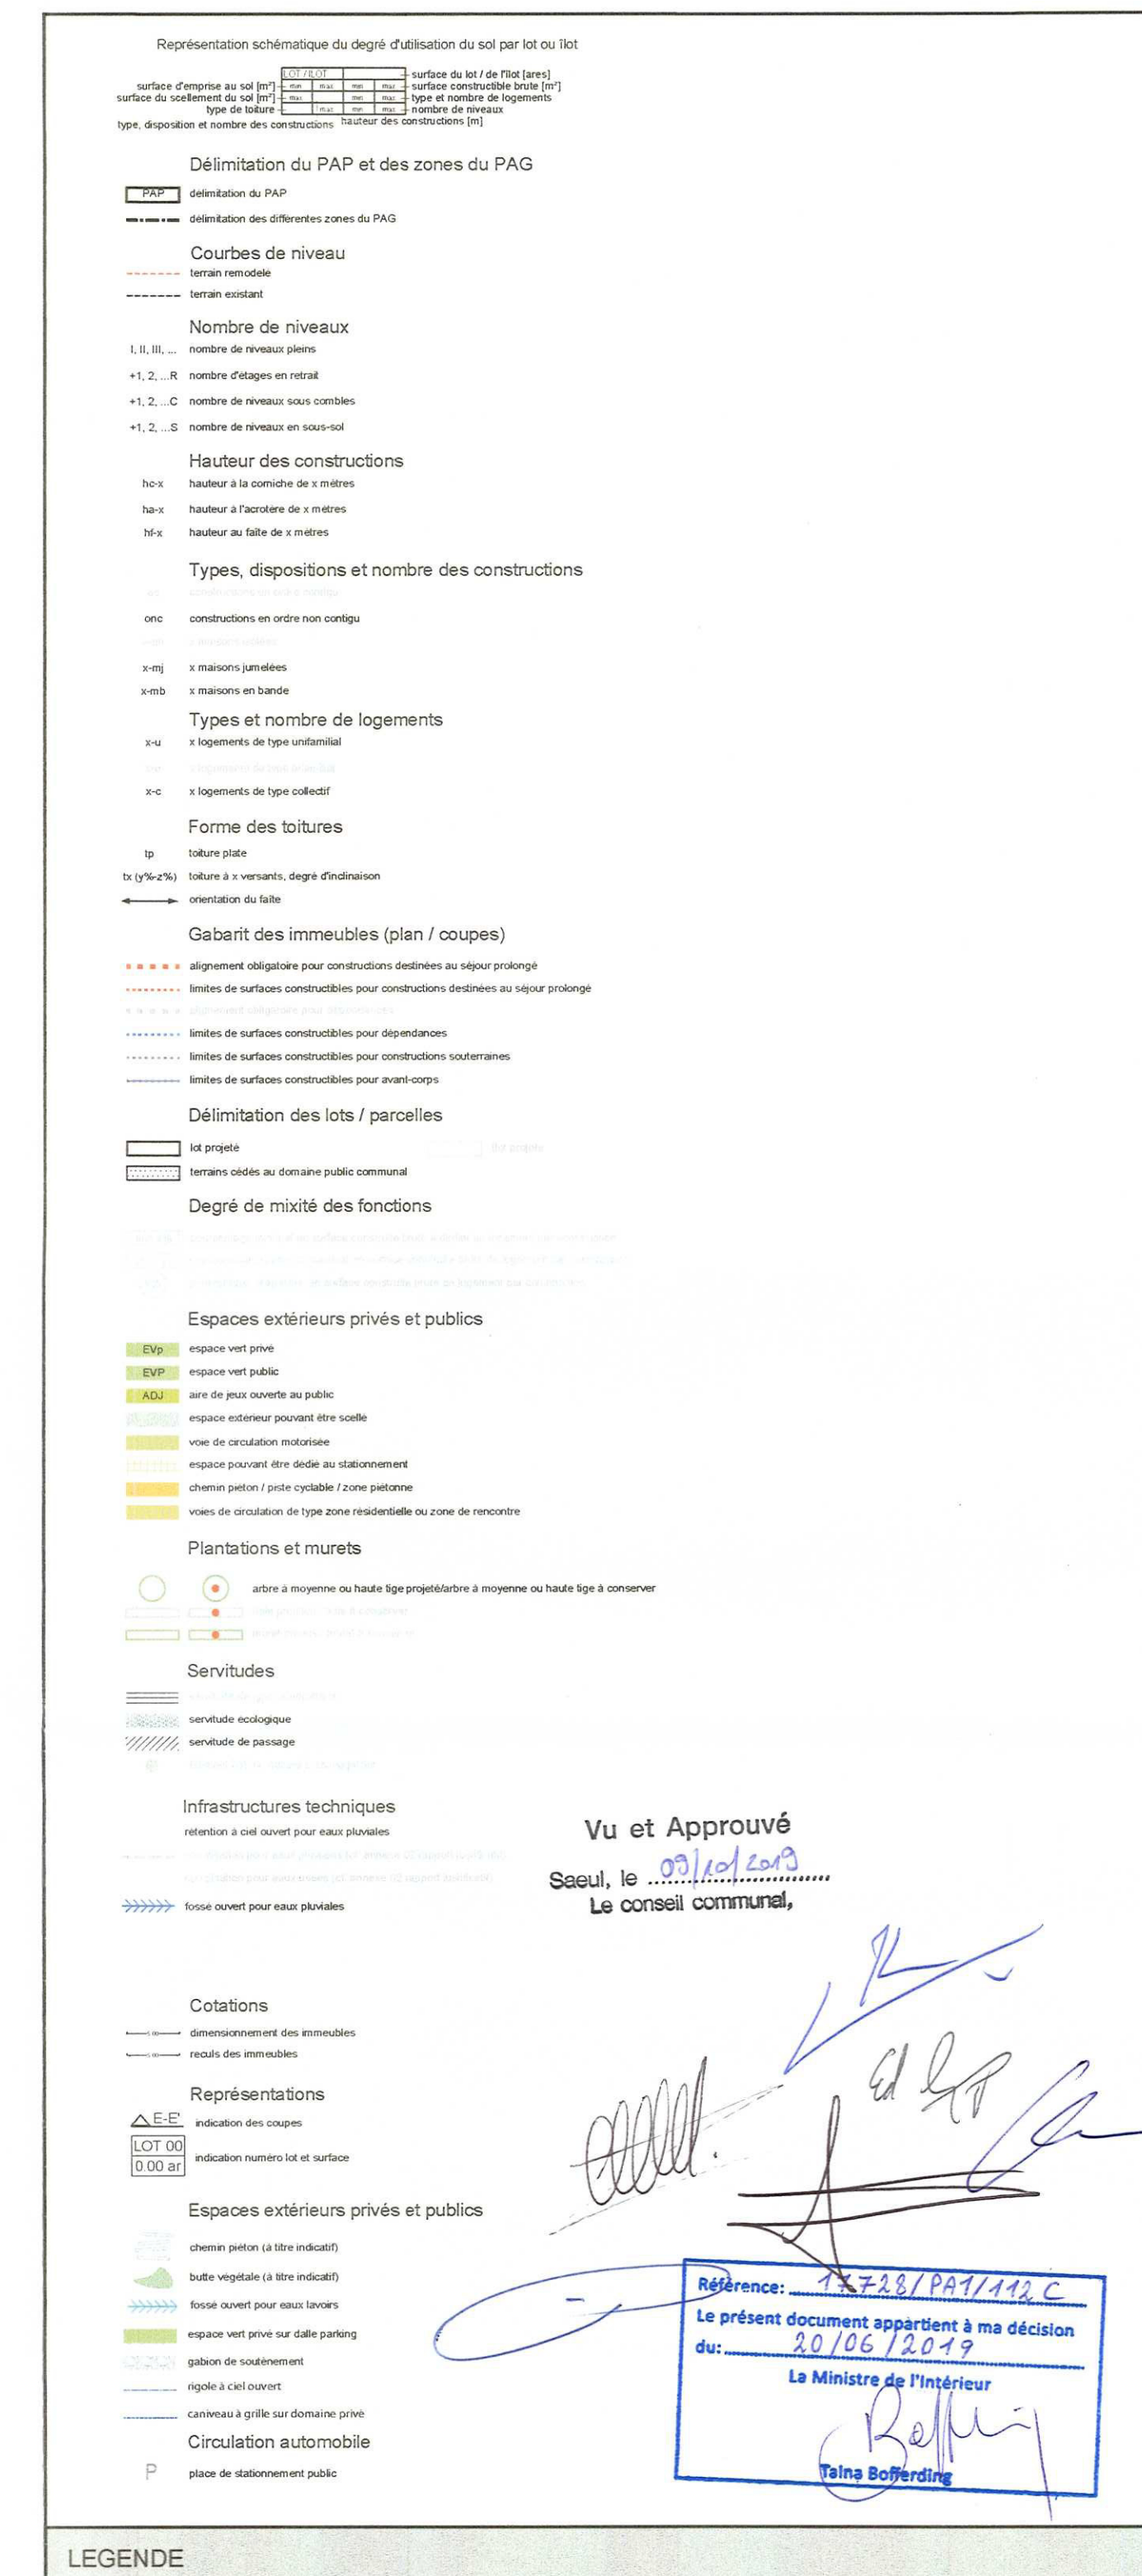 Représentation schématique du degré d'utilisation du sol par lot ou îlot
LOT / ILOT surface du lot / de l'îlot [ares]
surface d'emprise au sol [m²] min max min max surface constructible brute [m²]
surface du scellement du sol [m²] max min max type et nombre de logements
type de toiture max min max nombre de niveaux
type, disposition et nombre des constructions hauteur des constructions [m]
Délimitation du PAP et des zones du PAG
PAP délimitation du PAP
délimitation des différentes zones du PAG
Courbes de niveau
terrain remodelé
terrain existant
Nombre de niveaux
I, II, III, ... nombre de niveaux pleins
+1, 2, ...R nombre d'étages en retrait
+1, 2, ...C nombre de niveaux sous combles
+1, 2, ...S nombre de niveaux en sous-sol
Hauteur des constructions
hc-x hauteur à la corniche de x mètres
ha-x hauteur à l'acrotère de x mètres
hf-x hauteur au faîte de x mètres
Types, dispositions et nombre des constructions
constructions en ordre contigu
onc constructions en ordre non contigu
x maisons isolées
x-mj x maisons jumelées
x-mb x maisons en bande
Types et nombre de logements
x-u x logements de type unifamilial
x logements de type bifamilial
x-c x logements de type collectif
Forme des toitures
tp toiture plate
tx (y%-z%) toiture à x versants, degré d'inclinaison
orientation du faîte
Gabarit des immeubles (plan / coupes)
alignement obligatoire pour constructions destinées au séjour prolongé
limites de surfaces constructibles pour constructions destinées au séjour prolongé
alignement obligatoire pour dépendances
limites de surfaces constructibles pour dépendances
limites de surfaces constructibles pour constructions souterraines
limites de surfaces constructibles pour avant-corps
Délimitation des lots / parcelles
lot projeté îlot projeté
terrains cédés au domaine public communal
Degré de mixité des fonctions
Espaces extérieurs privés et publics
EVp espace vert privé
EVP espace vert public
ADJ aire de jeux ouverte au public
espace extérieur pouvant être scellé
voie de circulation motorisée
espace pouvant être dédié au stationnement
chemin piéton / piste cyclable / zone piétonne
voies de circulation de type zone résidentielle ou zone de rencontre
Plantations et murets
arbre à moyenne ou haute tige projeté/arbre à moyenne ou haute tige à conserver
Servitudes
servitude écologique
servitude de passage
Infrastructures techniques
rétention à ciel ouvert pour eaux pluviales
fossé ouvert pour eaux pluviales
Vu et Approuvé
Saeul, le 09/10/2019
Le conseil communal,
Cotations
dimensionnement des immeubles
reculs des immeubles
Représentations
E-E' indication des coupes
LOT 00
0.00 ar indication numéro lot et surface
Espaces extérieurs privés et publics
chemin piéton (à titre indicatif)
butte végétale (à titre indicatif)
fossé ouvert pour eaux lavoirs
espace vert privé sur dalle parking
gabion de soutènement
rigole à ciel ouvert
caniveau à grille sur domaine privé
Circulation automobile
P place de stationnement public
Référence: 17728/PA1/112 C
Le présent document appartient à ma décision
du: 20/06/2019
La Ministre de l'Intérieur
Taina Bofferding
LEGENDE